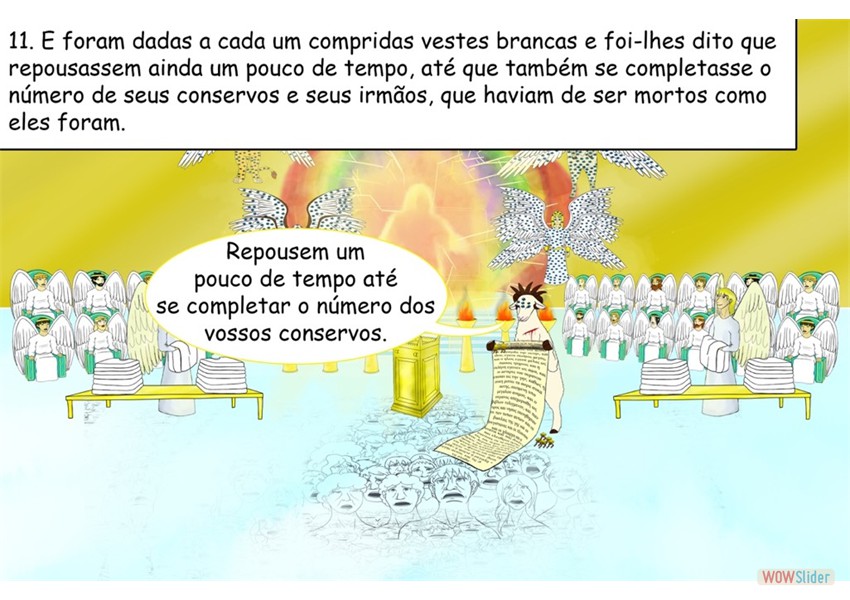 11. E foram dadas a cada um compridas vestes brancas e foi-lhes dito que
repousassem ainda um pouco de tempo, até que também se completasse o
número de seus conservos e seus irmãos, que haviam de ser mortos como
eles foram.
Repousem um
pouco de tempo até
se completar o número dos
vossos conservos.
WOWSlider